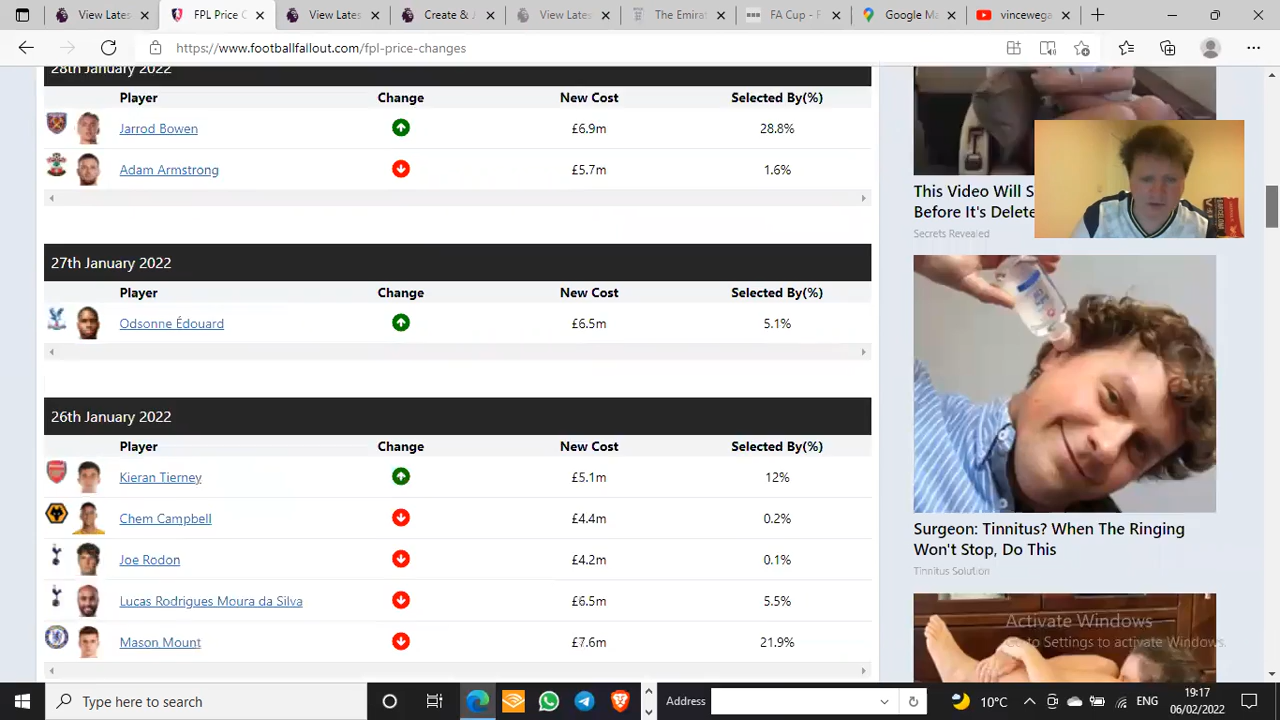 View Lates
FPL Price C
View Latest
Create & J
View Lates
The Emirat
FA Cup - F
Google Ma
vincewega
https://www.footballfallout.com/fpl-price-changes
28th January 2022
Player Change New Cost Selected By(%)
Jarrod Bowen £6.9m 28.8%
Adam Armstrong £5.7m 1.6%
27th January 2022
Player Change New Cost Selected By(%)
Odsonne Édouard £6.5m 5.1%
26th January 2022
Player Change New Cost Selected By(%)
Kieran Tierney £5.1m 12%
Chem Campbell £4.4m 0.2%
Joe Rodon £4.2m 0.1%
Lucas Rodrigues Moura da Silva £6.5m 5.5%
Mason Mount £7.6m 21.9%
This Video Will S
Before It's Delete
Secrets Revealed
BARCELONA
Surgeon: Tinnitus? When The Ringing
Won't Stop, Do This
Tinnitus Solution
Activate Windows
Go to Settings to activate Windows.
Type here to search
Address
10°C
ENG
19:17
06/02/2022